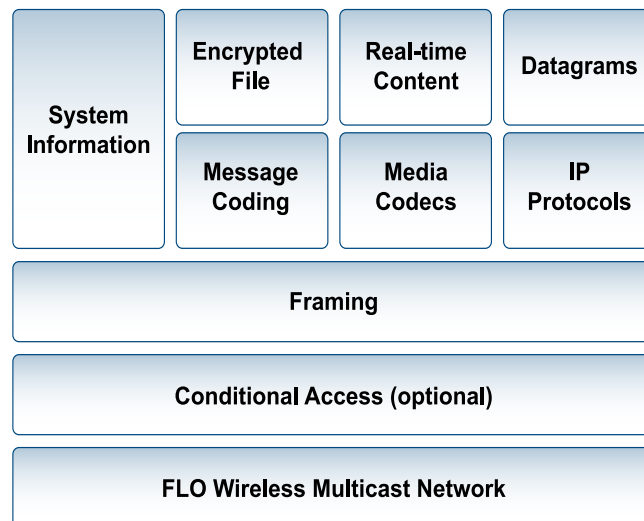 System
Information
Encrypted
File
Real-time
Content
Datagrams
Message
Coding
Media
Codecs
IP
Protocols
Framing
Conditional Access (optional)
FLO Wireless Multicast Network